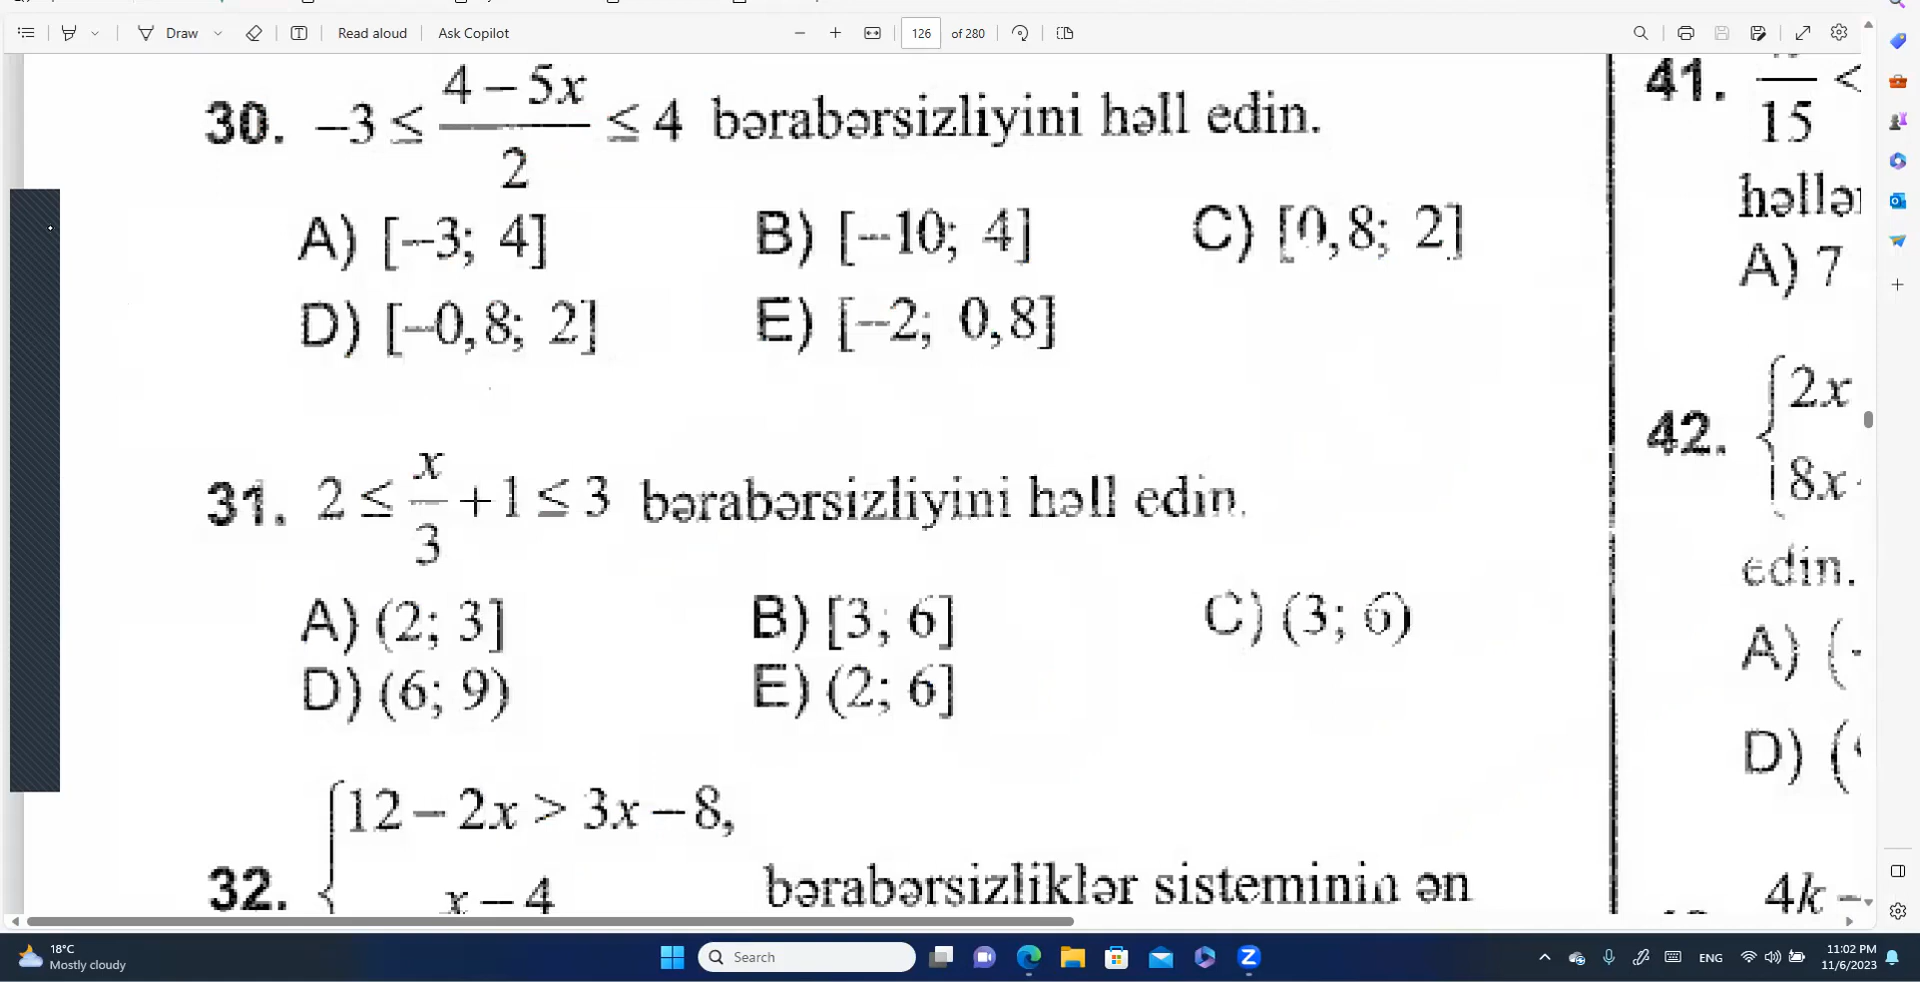 Draw
Read aloud
Ask Copilot
126 of 280
30. −3 ≤ (4 − 5x)/2 ≤ 4 bərabərsizliyini həll edin.
A) [−3; 4] B) [−10; 4] C) [0,8; 2]
D) [−0,8; 2] E) [−2; 0,8]
31. 2 ≤ x/3 + 1 ≤ 3 bərabərsizliyini həll edin.
A) (2; 3] B) [3; 6] C) (3; 6)
D) (6; 9) E) (2; 6]
12 − 2x > 3x − 8,
32. x − 4 bərabərsizliklər sisteminin ən
41. 15 <
A) 7
42. 2x
8x
edin.
A) (
D) (
4k −
18°C
Mostly cloudy
Search
ENG
11:02 PM
11/6/2023